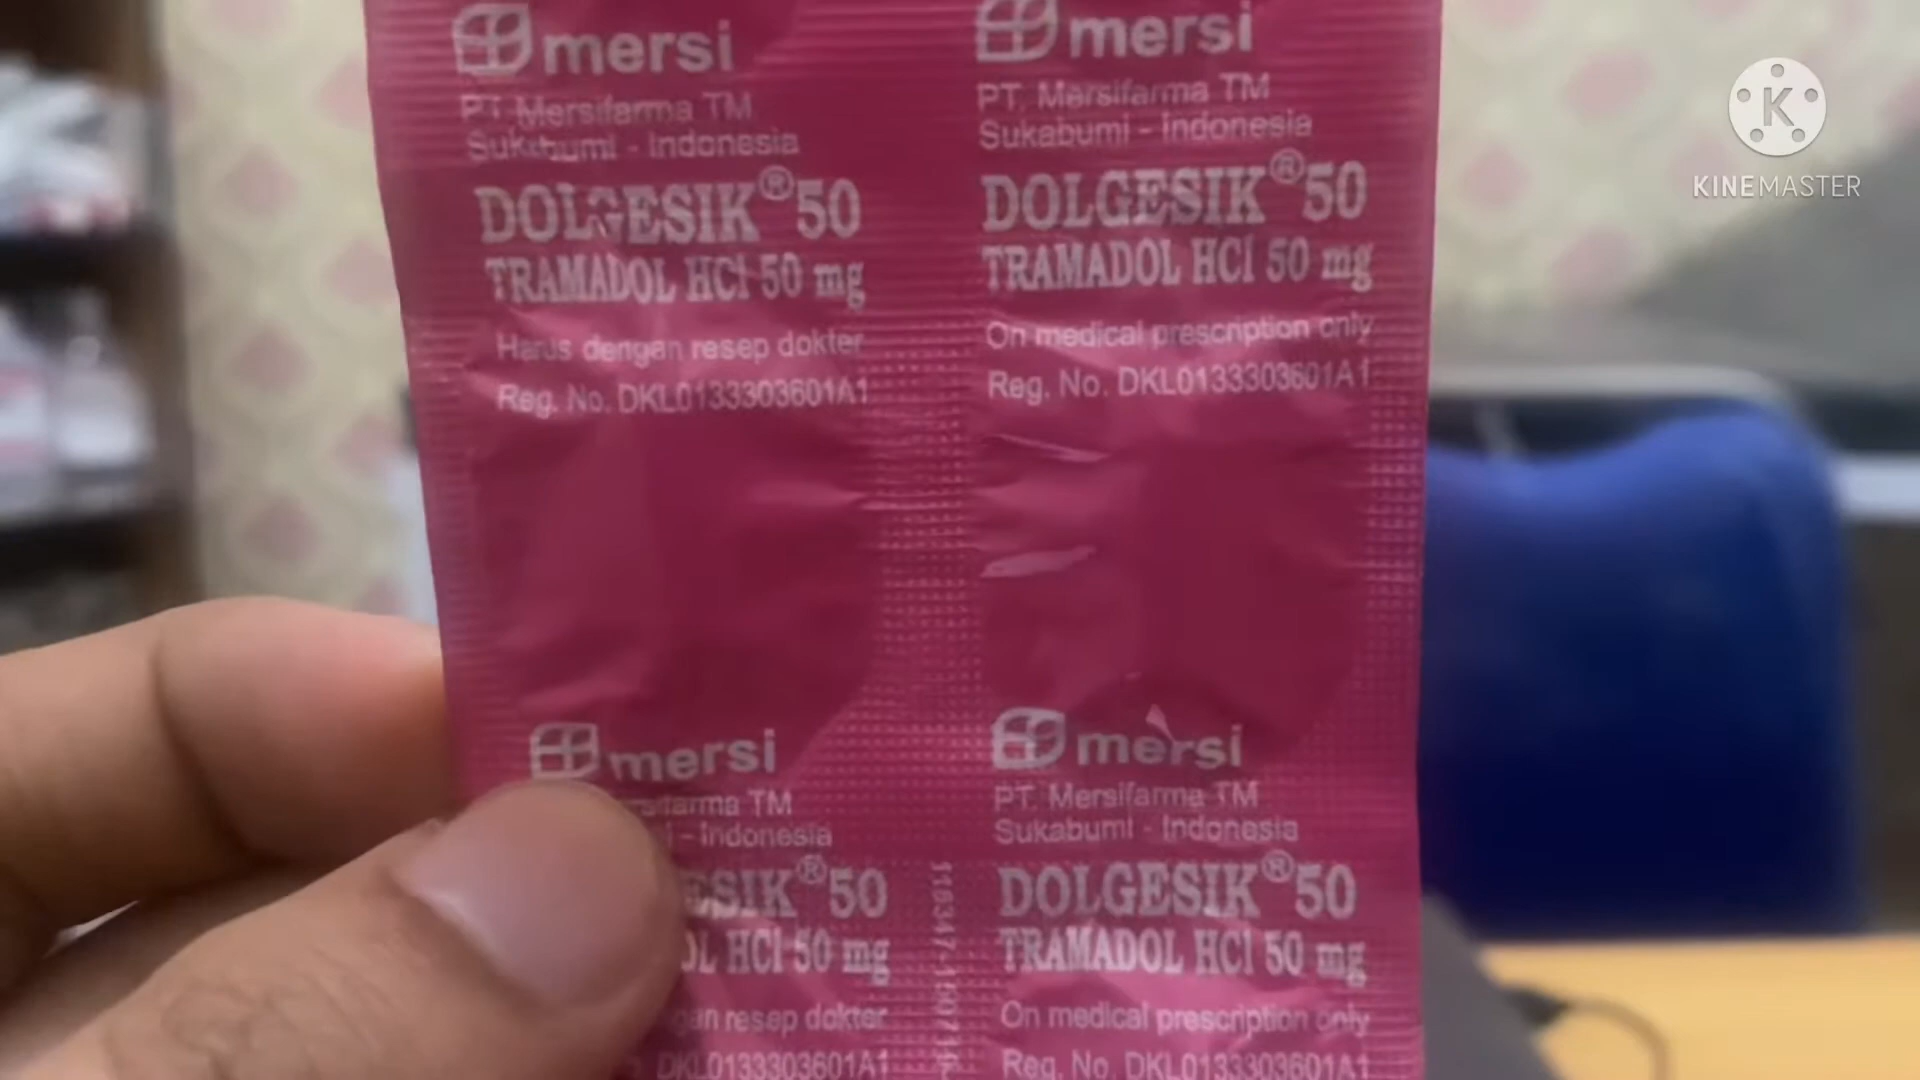 mersi
PT. Mersifarma TM
Sukabumi - Indonesia
DOLGESIK®50
TRAMADOL HCl 50 mg
Harus dengan resep dokter
Reg. No. DKL0133303601A1
mersi
PT. Mersifarma TM
Sukabumi - Indonesia
DOLGESIK®50
TRAMADOL HCl 50 mg
On medical prescription only
Reg. No. DKL0133303601A1
K
KINEMASTER
mersi
TM
- Indonesia
ESIK®50
OL HCl 50 mg
resep dokter
DKL0133303601A1
mersi
PT. Mersifarma TM
Sukabumi - Indonesia
DOLGESIK®50
TRAMADOL HCl 50 mg
On medical prescription only
Reg. No. DKL0133303601A1